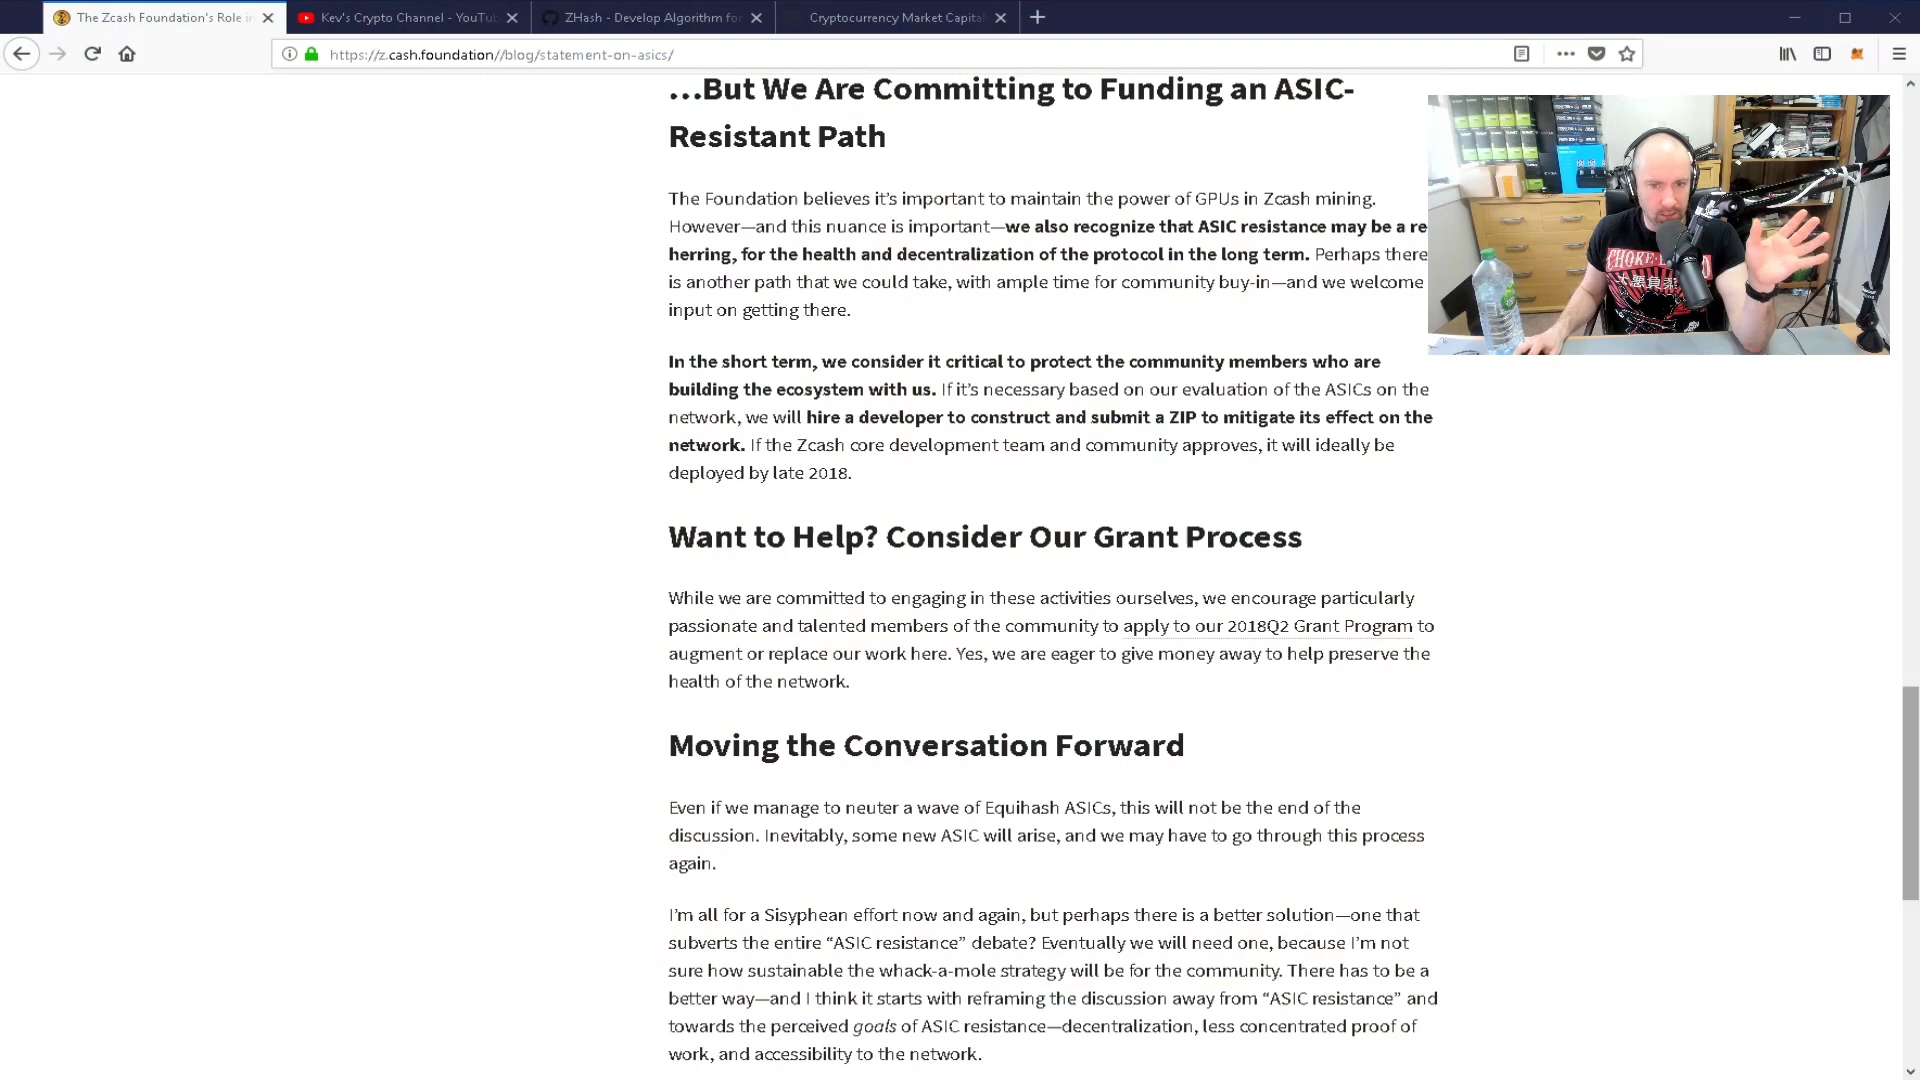 The Zcash Foundation's Role in
Kev's Crypto Channel - YouTu
ZHash - Develop Algorithm for
Cryptocurrency Market Capital
https://z.cash.foundation//blog/statement-on-asics/
…But We Are Committing to Funding an ASIC-
Resistant Path
The Foundation believes it’s important to maintain the power of GPUs in Zcash mining.
However—and this nuance is important—we also recognize that ASIC resistance may be a re
herring, for the health and decentralization of the protocol in the long term. Perhaps there
is another path that we could take, with ample time for community buy-in—and we welcome
input on getting there.
In the short term, we consider it critical to protect the community members who are
building the ecosystem with us. If it’s necessary based on our evaluation of the ASICs on the
network, we will hire a developer to construct and submit a ZIP to mitigate its effect on the
network. If the Zcash core development team and community approves, it will ideally be
deployed by late 2018.
Want to Help? Consider Our Grant Process
While we are committed to engaging in these activities ourselves, we encourage particularly
passionate and talented members of the community to apply to our 2018Q2 Grant Program to
augment or replace our work here. Yes, we are eager to give money away to help preserve the
health of the network.
Moving the Conversation Forward
Even if we manage to neuter a wave of Equihash ASICs, this will not be the end of the
discussion. Inevitably, some new ASIC will arise, and we may have to go through this process
again.
I’m all for a Sisyphean effort now and again, but perhaps there is a better solution—one that
subverts the entire “ASIC resistance” debate? Eventually we will need one, because I’m not
sure how sustainable the whack-a-mole strategy will be for the community. There has to be a
better way—and I think it starts with reframing the discussion away from “ASIC resistance” and
towards the perceived goals of ASIC resistance—decentralization, less concentrated proof of
work, and accessibility to the network.